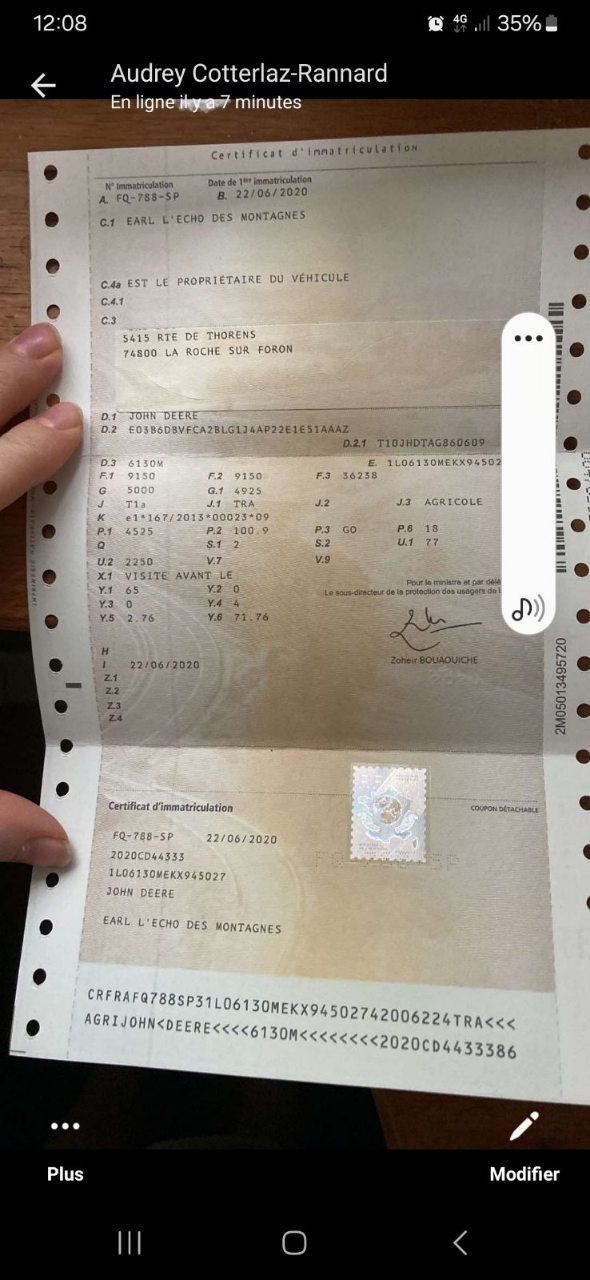 12:08
4G 35%
Audrey Cotterlaz-Rannard
En ligne il y a 7 minutes
Certificat d'immatriculation
N° Immatriculation Date de 1ère immatriculation
A. FQ-788-SP B. 22/06/2020
C.1 EARL L'ECHO DES MONTAGNES
C.4a EST LE PROPRIÉTAIRE DU VÉHICULE
C.4.1
C.3
5415 RTE DE THORENS
74800 LA ROCHE SUR FORON
D.1 JOHN DEERE
D.2 E03B6DBVFCA2BLG1J4AP22E1E51AAAZ
D.2.1 T10JHDTAG860609
D.3 6130M E. 1L06130MEKX94502
F.1 9150 F.2 9150 F.3 36238
G 5000 G.1 4925
J T1a J.1 TRA J.2 J.3 AGRICOLE
K e1*167/2013*00023*09
P.1 4525 P.2 100.9 P.3 GO P.6 18
Q S.1 2 S.2 U.1 77
U.2 2250 V.7 V.9
X.1 VISITE AVANT LE
Y.1 65 Y.2 0
Y.3 0 Y.4 4
Y.5 2.76 Y.6 71.76
Pour le ministre et par délé
Le sous-directeur de la protection des usagers de l
Zoheir BOUAOUICHE
H
I 22/06/2020
Z.1
Z.2
Z.3
Z.4
2M05013495720
Certificat d'immatriculation COUPON DÉTACHABLE
FQ-788-SP 22/06/2020
2020CD44333
1L06130MEKX945027
JOHN DEERE
EARL L'ECHO DES MONTAGNES
CRFRAFQ788SP31L06130MEKX94502742006224TRA<<<
AGRIJOHN<DEERE<<<<6130M<<<<<<<<2020CD4433386
Plus Modifier